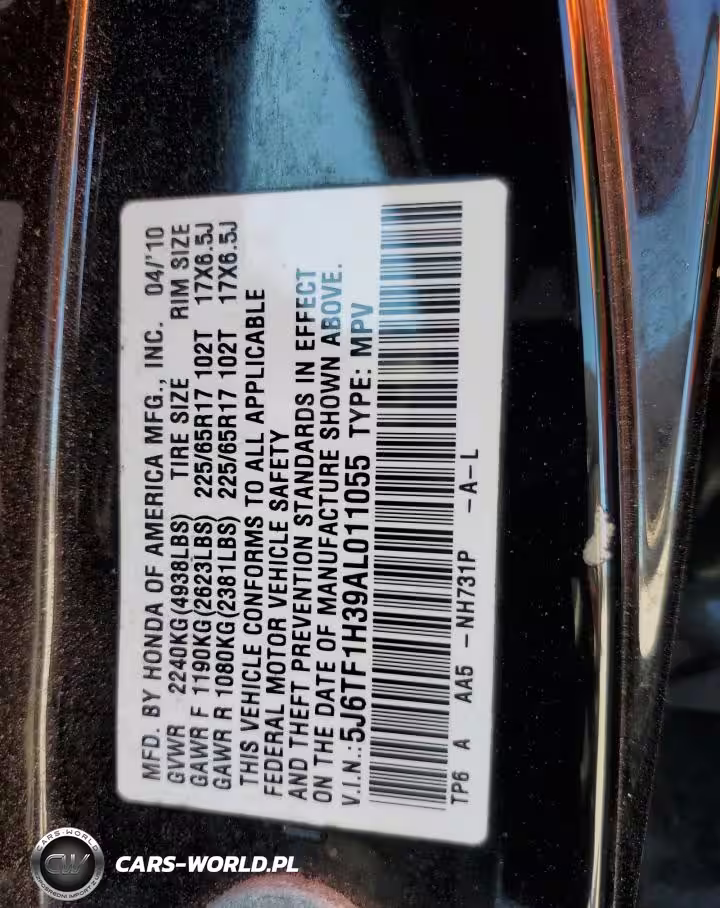 MFD. BY HONDA OF AMERICA MFG., INC. 04/'10
GVWR 2240KG(4938LBS) TIRE SIZE RIM SIZE
GAWR F 1190KG(2623LBS) 225/65R17 102T 17X6.5J
GAWR R 1080KG(2381LBS) 225/65R17 102T 17X6.5J
THIS VEHICLE CONFORMS TO ALL APPLICABLE
FEDERAL MOTOR VEHICLE SAFETY
AND THEFT PREVENTION STANDARDS IN EFFECT
ON THE DATE OF MANUFACTURE SHOWN ABOVE.
V.I.N.:5J6TF1H39AL011055 TYPE: MPV
TP6 A AA5 -NH731P -A-L
CARS-WORLD
CW
CARS-WORLD.PL